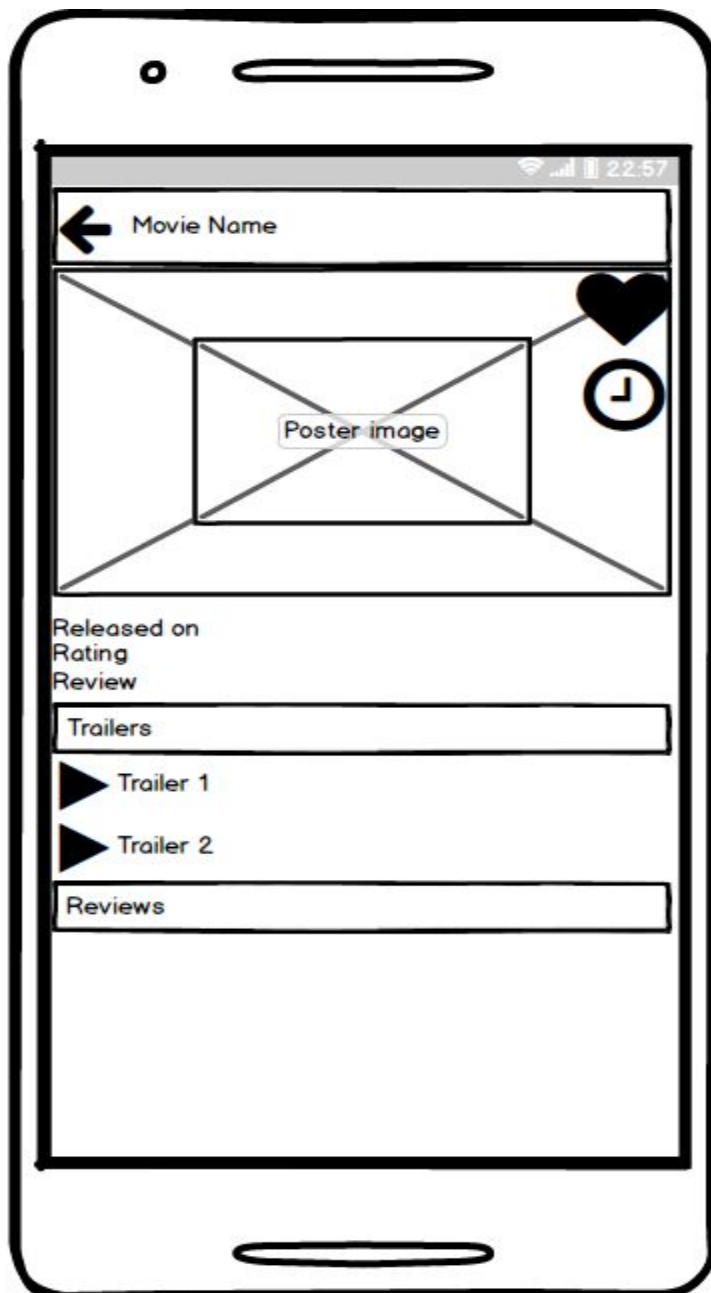 22:57
Movie Name
Poster image
Released on
Rating
Review
Trailers
Trailer 1
Trailer 2
Reviews